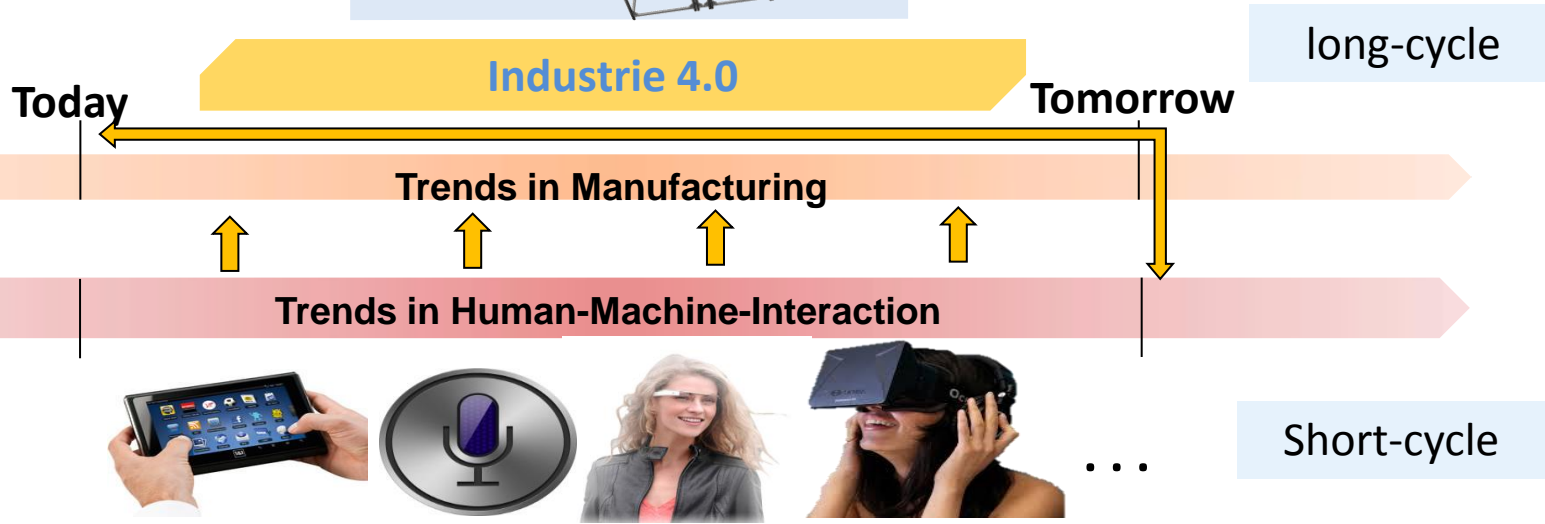 long-cycle
Industrie 4.0
Today
Tomorrow
Trends in Manufacturing
Trends in Human-Machine-Interaction
. . .
Short-cycle